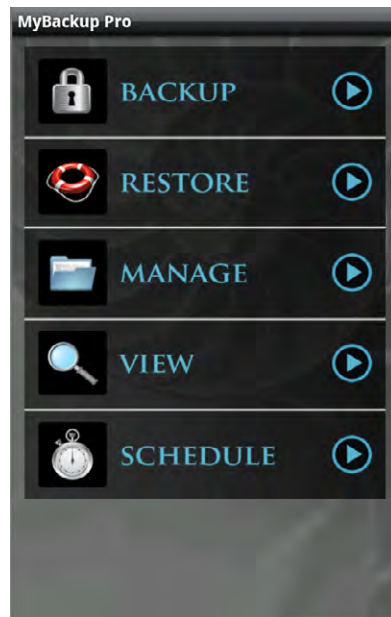 MyBackup Pro
BACKUP
RESTORE
MANAGE
VIEW
SCHEDULE